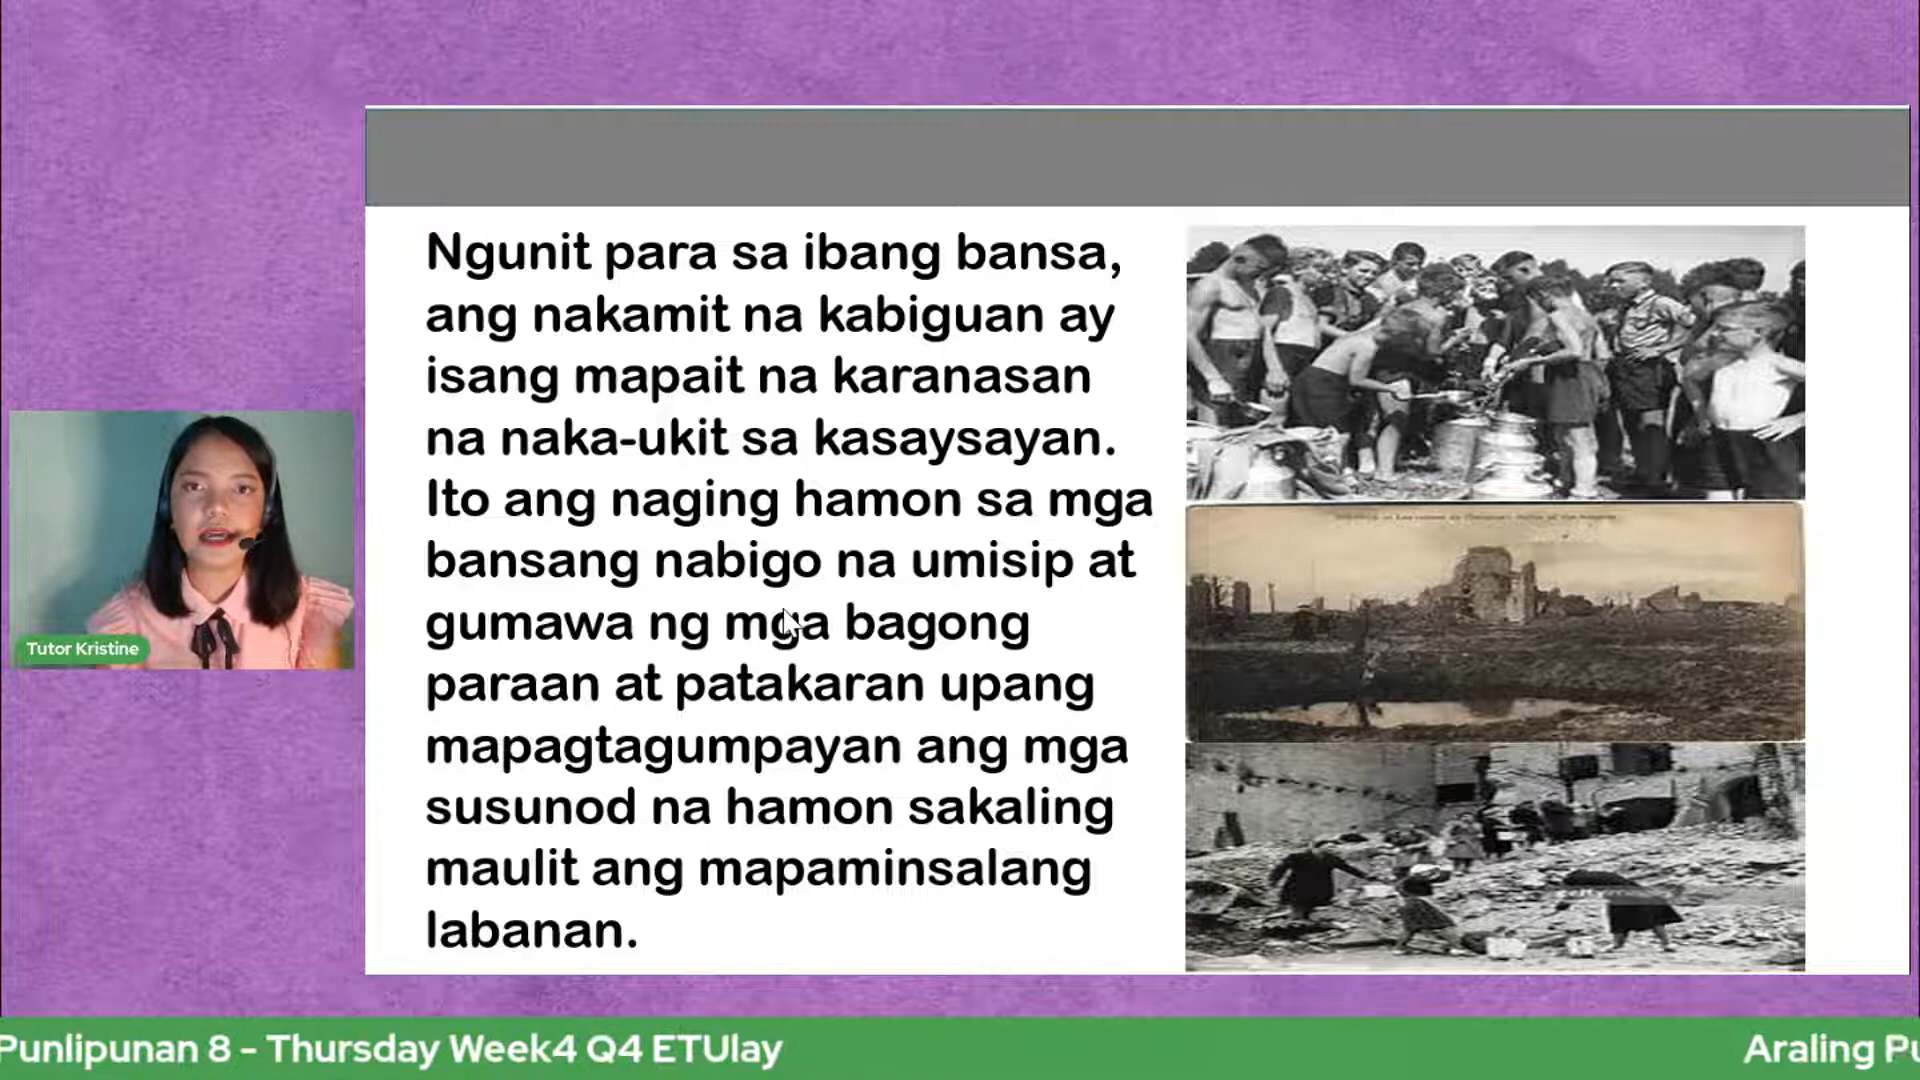 Ngunit para sa ibang bansa,
ang nakamit na kabiguan ay
isang mapait na karanasan
na naka-ukit sa kasaysayan.
Ito ang naging hamon sa mga
bansang nabigo na umisip at
gumawa ng mga bagong
paraan at patakaran upang
mapagtagumpayan ang mga
susunod na hamon sakaling
maulit ang mapaminsalang
labanan.
Tutor Kristine
Punlipunan 8 - Thursday Week4 Q4 ETUlay
Araling Pu